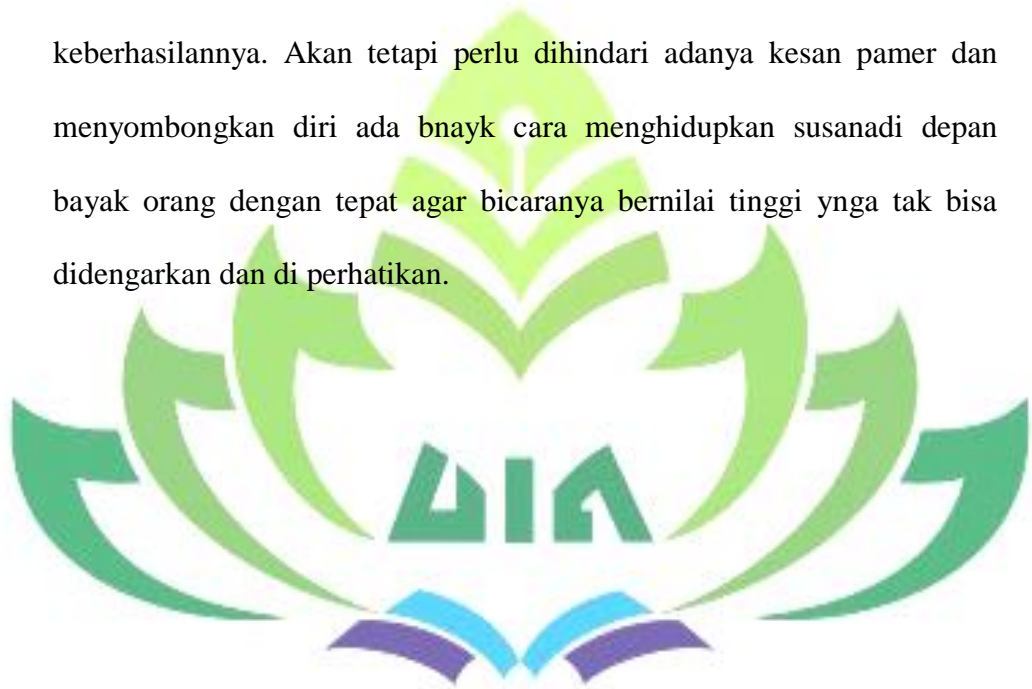 keberhasilannya. Akan tetapi perlu dihindari adanya kesan pamer dan
menyombongkan diri ada bnayk cara menghidupkan susanadi depan
bayak orang dengan tepat agar bicaranya bernilai tinggi ynga tak bisa
didengarkan dan di perhatikan.
UIN